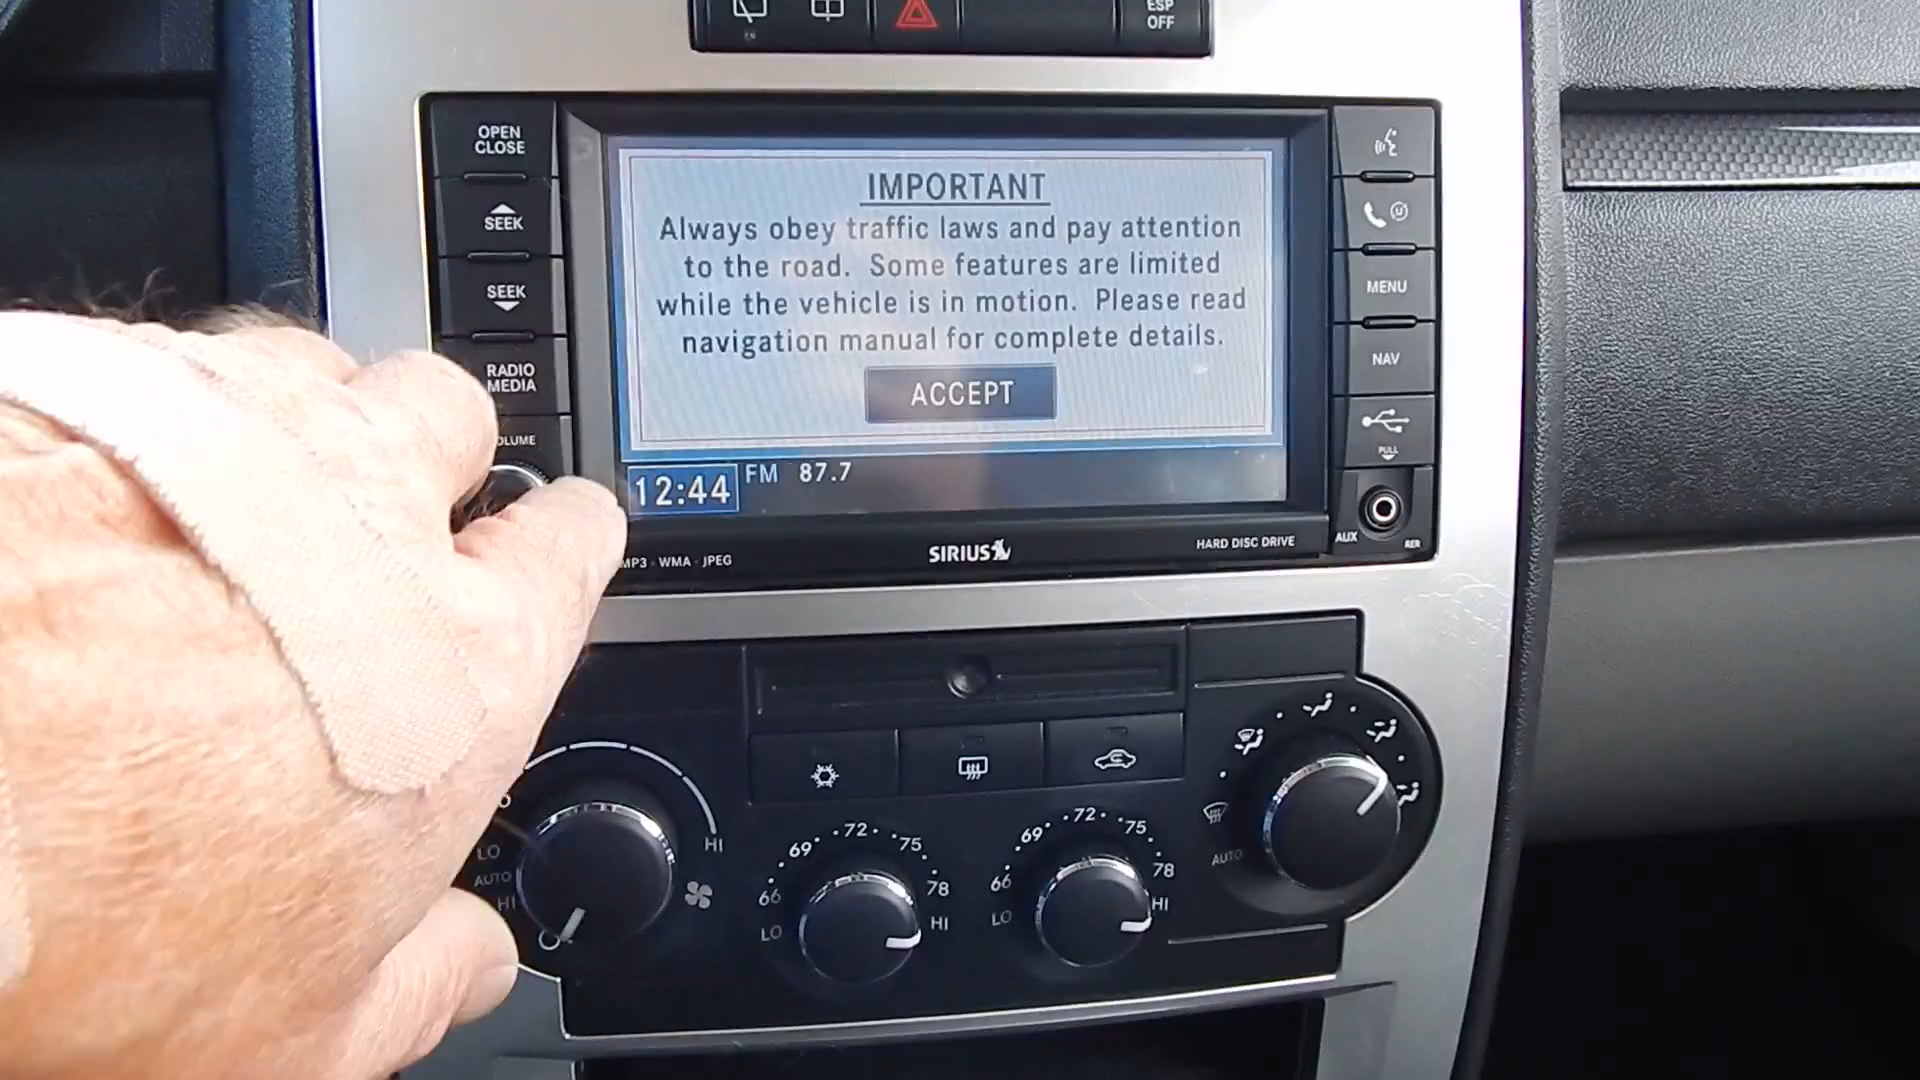 ESP
OFF
OPEN
CLOSE
SEEK
SEEK
RADIO
MEDIA
OLUME
IMPORTANT
Always obey traffic laws and pay attention
to the road. Some features are limited
while the vehicle is in motion. Please read
navigation manual for complete details.
ACCEPT
12:44
FM 87.7
MENU
NAV
PULL
AUX
MP3 - WMA - JPEG
SIRIUS
HARD DISC DRIVE
LO
AUTO
HI
HI
LO
66
69
72
75
78
HI
LO
66
69
72
75
78
HI
AUTO